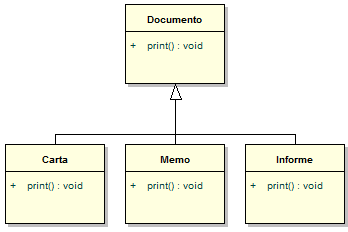 Documento
+ print() : void
Carta
+ print() : void
Memo
+ print() : void
Informe
+ print() : void